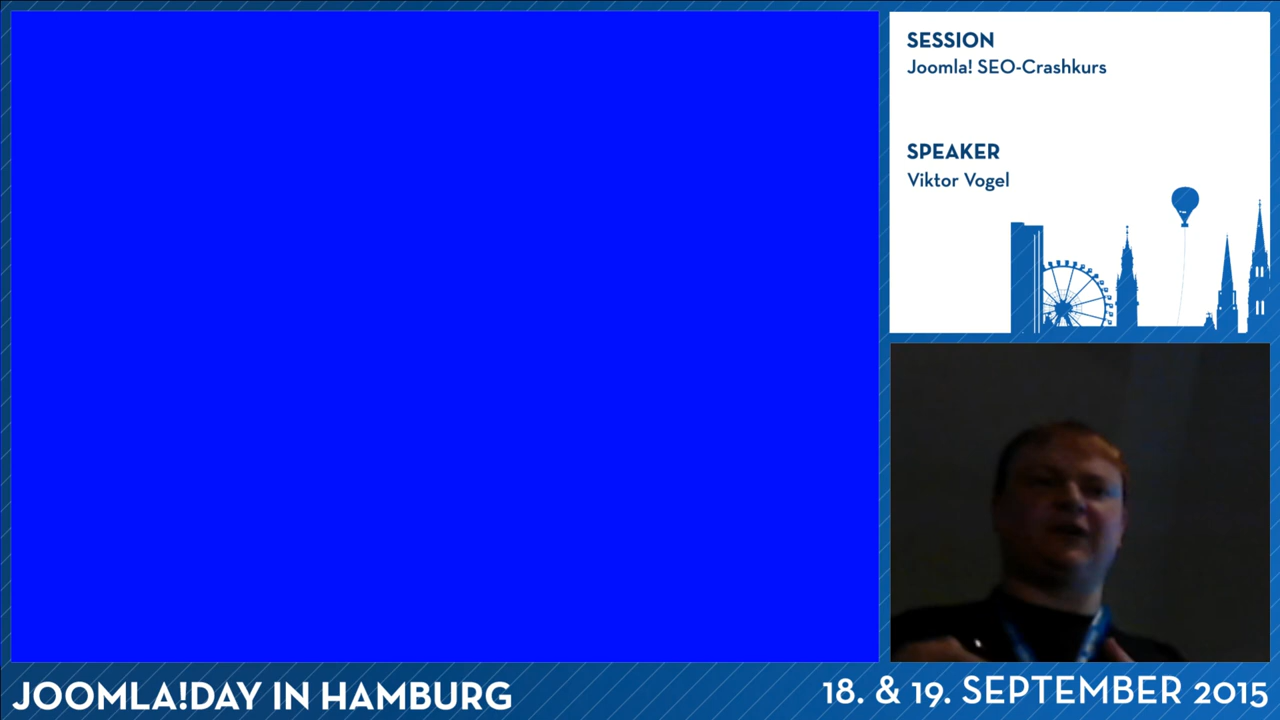 SESSION
Joomla! SEO-Crashkurs
SPEAKER
Viktor Vogel
JOOMLA!DAY IN HAMBURG
18. & 19. SEPTEMBER 2015